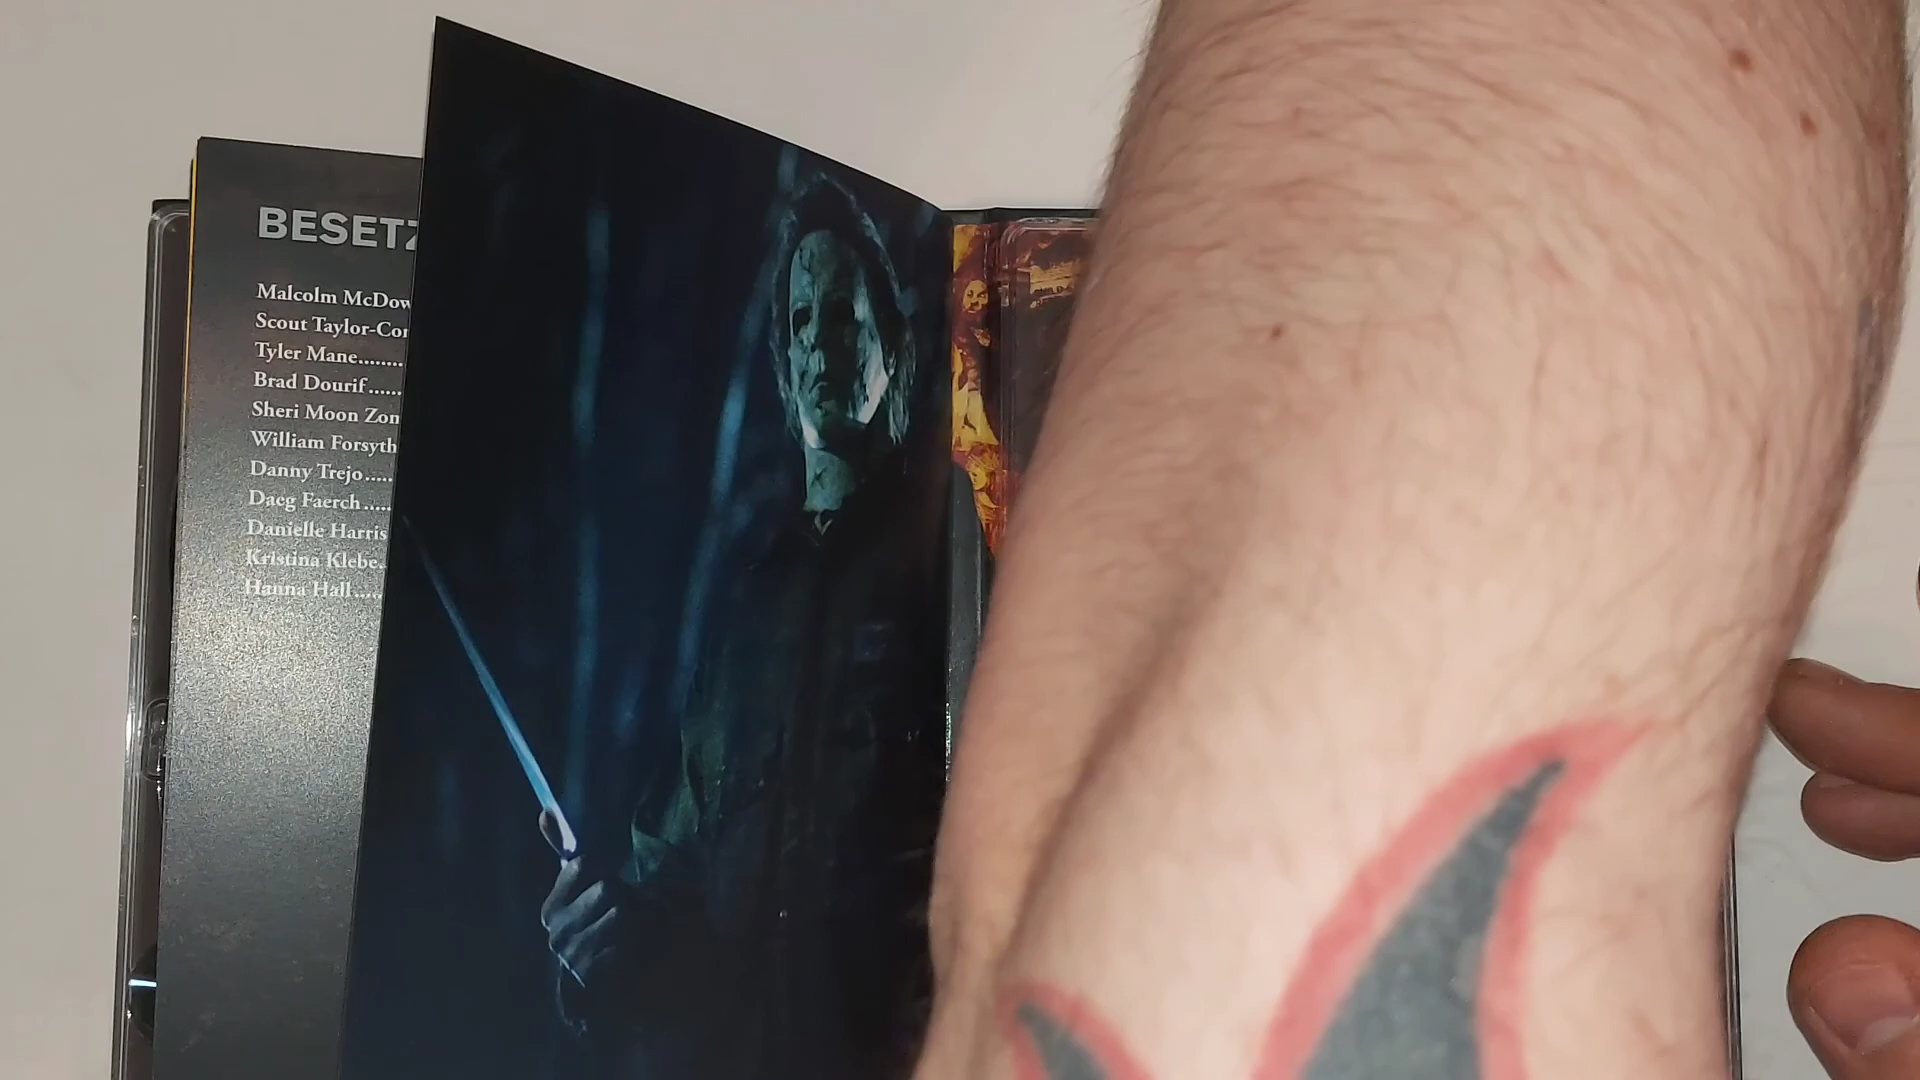 BESETZ
Malcolm McDow
Scout Taylor-Con
Tyler Mane........
Brad Dourif......
Sheri Moon Zon
William Forsyth
Danny Trejo.....
Daeg Faerch.....
Danielle Harris
Kristina Klebe.
Hanna Hall.....